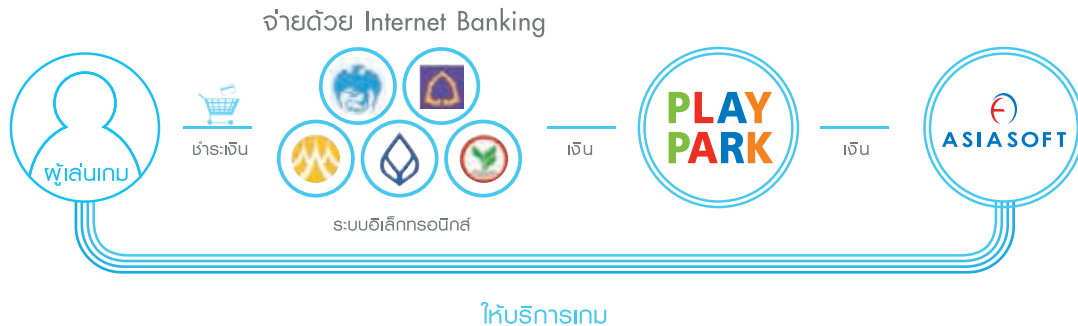 จ่ายด้วย Internet Banking
ผู้เล่นเกม
ชำระเงิน
ระบบอิเล็กทรอนิกส์
เงิน
PLAY
PARK
เงิน
ASIASOFT
ให้บริการเกม